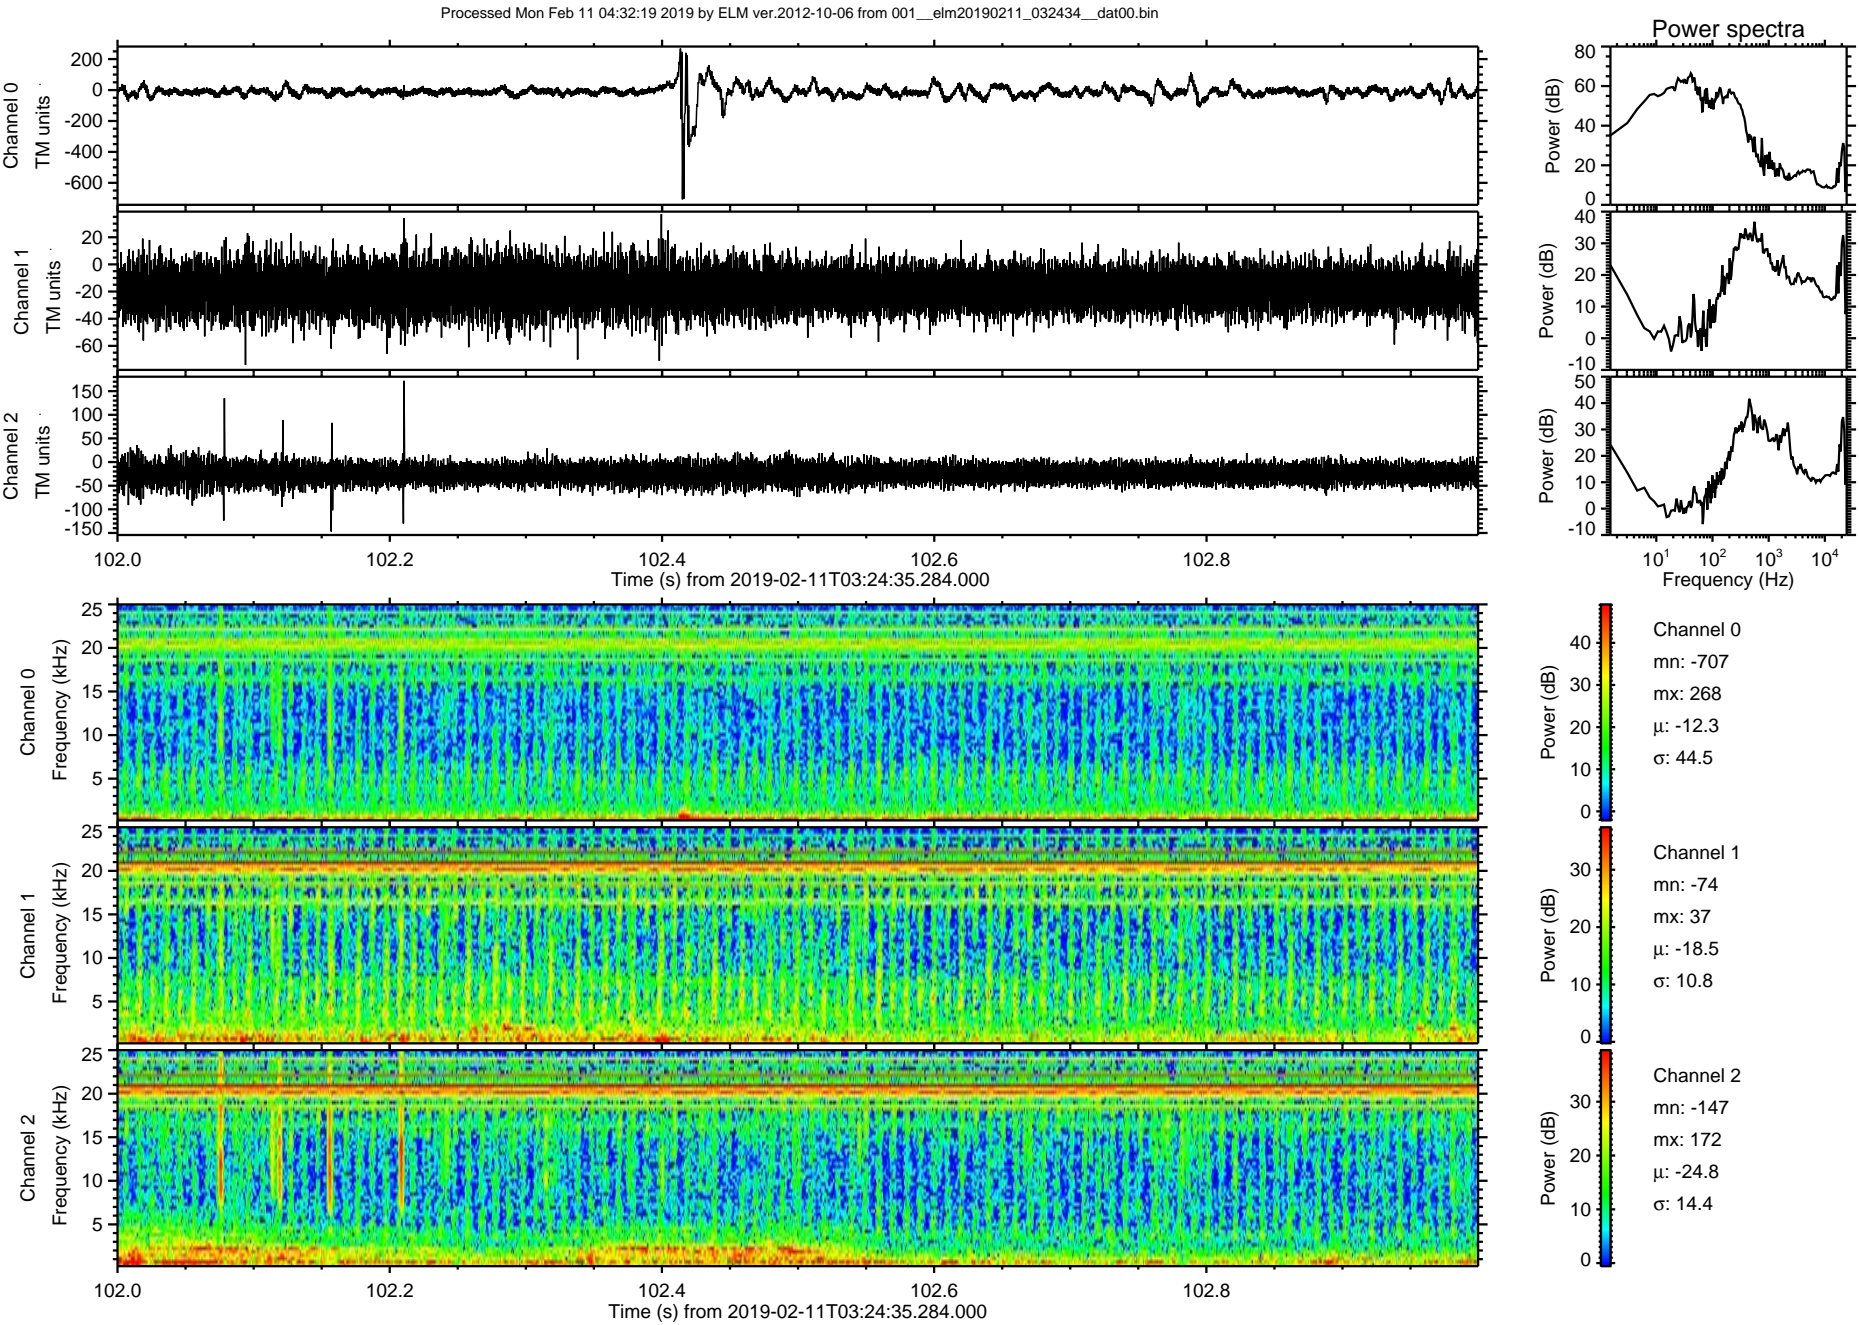 Processed Mon Feb 11 04:32:19 2019 by ELM ver.2012-10-06 from 001__elm20190211_032434__dat00.bin
Power spectra
Channel 0
TM units
200
0
-200
-400
-600
Power (dB)
80
60
40
20
0
Channel 1
TM units
20
0
-20
-40
-60
Power (dB)
40
30
20
10
0
-10
Channel 2
TM units
150
100
50
0
-50
-100
-150
Power (dB)
50
40
30
20
10
0
-10
102.0 102.2 102.4 102.6 102.8
Time (s) from 2019-02-11T03:24:35.284.000
10^1 10^2 10^3 10^4
Frequency (Hz)
Channel 0
Frequency (kHz)
25
20
15
10
5
Power (dB)
40
30
20
10
0
Channel 0
mn: -707
mx: 268
μ: -12.3
σ: 44.5
Channel 1
Frequency (kHz)
25
20
15
10
5
Power (dB)
30
20
10
0
Channel 1
mn: -74
mx: 37
μ: -18.5
σ: 10.8
Channel 2
Frequency (kHz)
25
20
15
10
5
Power (dB)
30
20
10
0
Channel 2
mn: -147
mx: 172
μ: -24.8
σ: 14.4
102.0 102.2 102.4 102.6 102.8
Time (s) from 2019-02-11T03:24:35.284.000